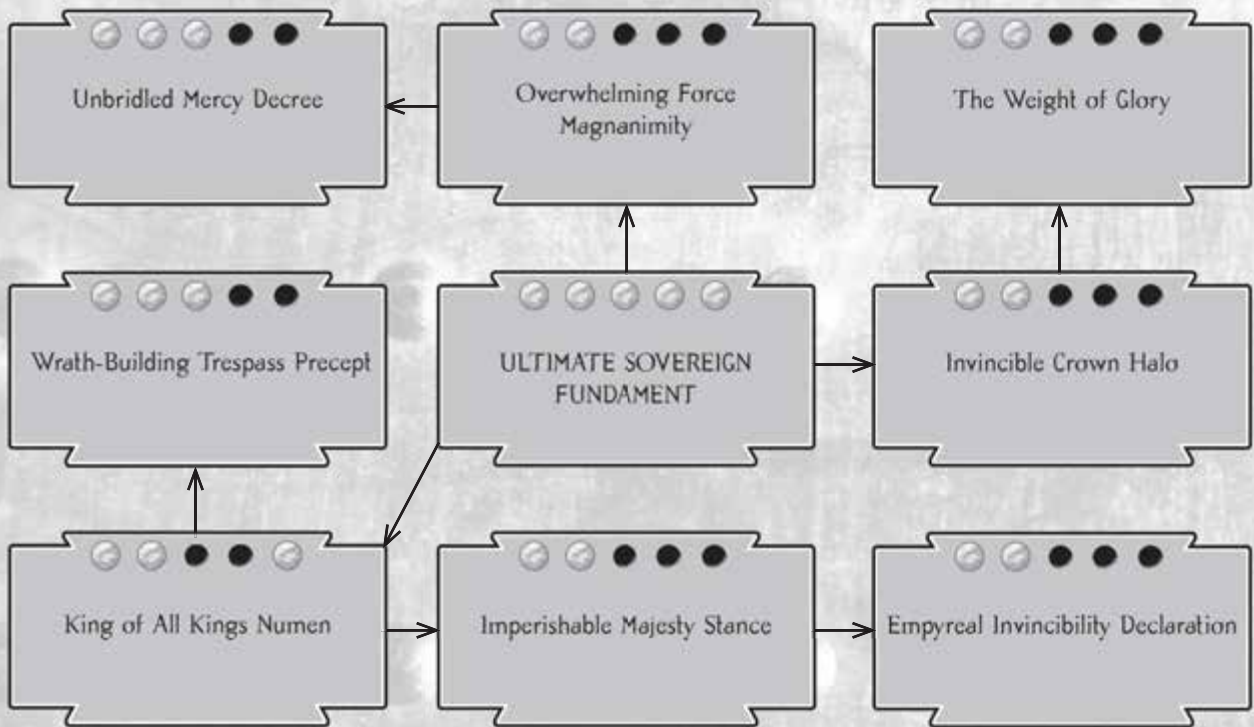 Unbridled Mercy Decree
Overwhelming Force
Magnanimity
The Weight of Glory
Wrath-Building Trespass Precept
ULTIMATE SOVEREIGN
FUNDAMENT
Invincible Crown Halo
King of All Kings Numen
Imperishable Majesty Stance
Empyreal Invincibility Declaration